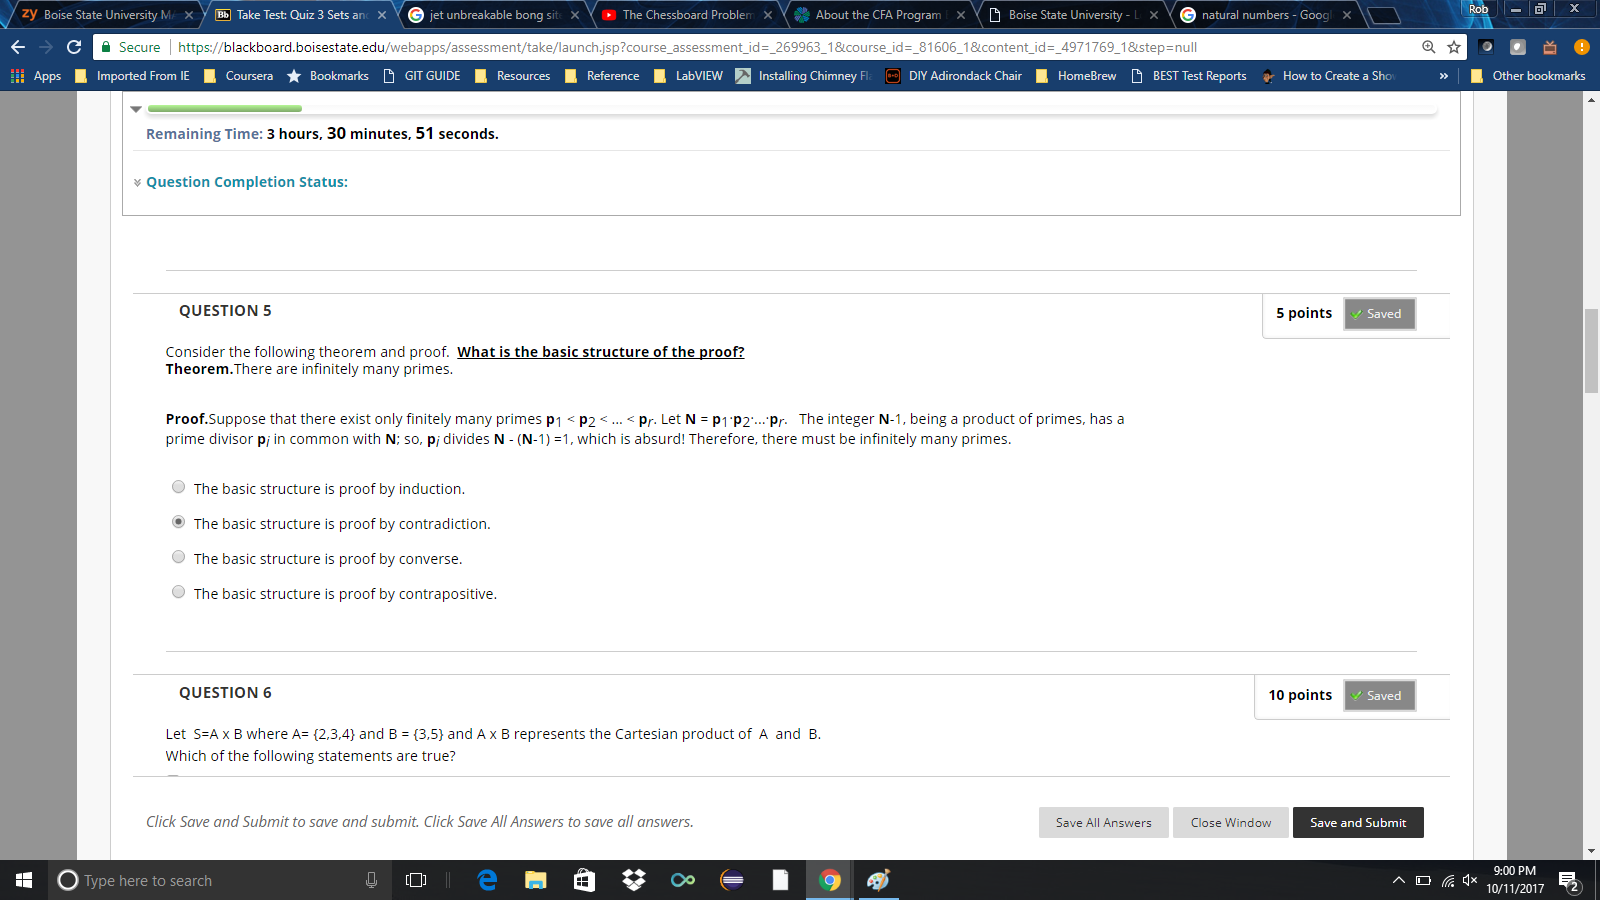 Boise State University M
Take Test: Quiz 3 Sets an
jet unbreakable bong sit
The Chessboard Problem
About the CFA Program
Boise State University - L
natural numbers - Goog
Rob
Secure
https://blackboard.boisestate.edu/webapps/assessment/take/launch.jsp?course_assessment_id=_269963_1&course_id=_81606_1&content_id=_4971769_1&step=null
Apps
Imported From IE
Coursera
Bookmarks
GIT GUIDE
Resources
Reference
LabVIEW
Installing Chimney Fl
DIY Adirondack Chair
HomeBrew
BEST Test Reports
How to Create a Sho
»
Other bookmarks
Remaining Time: 3 hours, 30 minutes, 51 seconds.
Question Completion Status:
QUESTION 5
5 points
Saved
Consider the following theorem and proof.  What is the basic structure of the proof?
Theorem.There are infinitely many primes.
Proof.Suppose that there exist only finitely many primes p1 < p2 < ... < pr. Let N = p1·p2·...·pr.   The integer N-1, being a product of primes, has a
prime divisor pi in common with N; so, pi divides N - (N-1) =1, which is absurd! Therefore, there must be infinitely many primes.
The basic structure is proof by induction.
The basic structure is proof by contradiction.
The basic structure is proof by converse.
The basic structure is proof by contrapositive.
QUESTION 6
10 points
Saved
Let  S=A x B where A= {2,3,4} and B = {3,5} and A x B represents the Cartesian product of  A  and  B.
Which of the following statements are true?
Click Save and Submit to save and submit. Click Save All Answers to save all answers.
Save All Answers
Close Window
Save and Submit
Type here to search
9:00 PM
10/11/2017
2